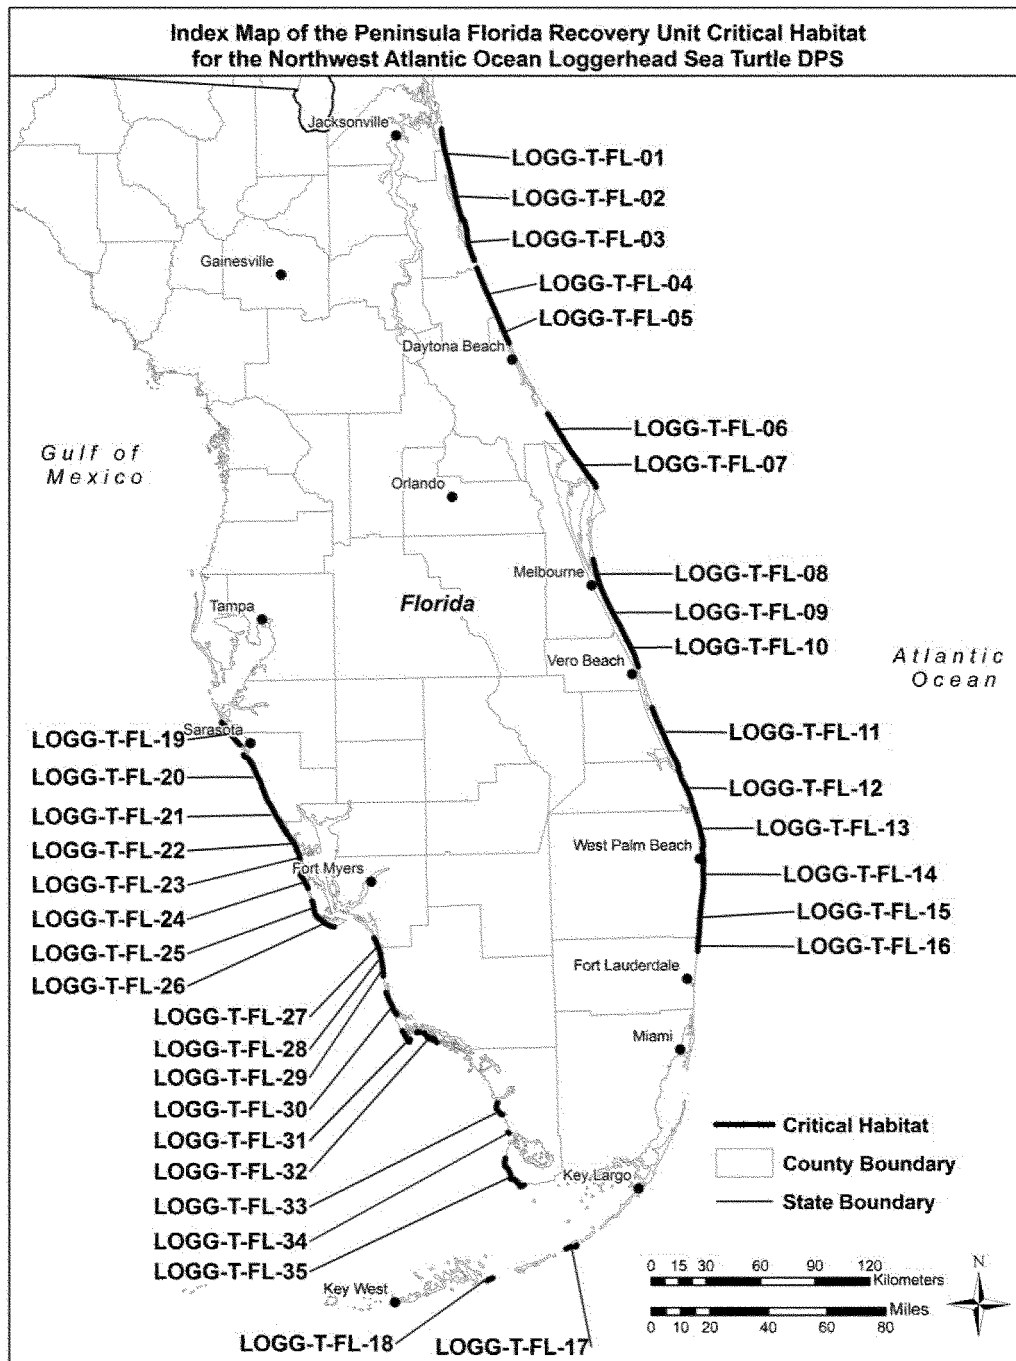 Index Map of the Peninsula Florida Recovery Unit Critical Habitat
for the Northwest Atlantic Ocean Loggerhead Sea Turtle DPS
Jacksonville
LOGG-T-FL-01
LOGG-T-FL-02
LOGG-T-FL-03
Gainesville
LOGG-T-FL-04
LOGG-T-FL-05
Daytona Beach
LOGG-T-FL-06
Gulf of
Mexico
LOGG-T-FL-07
Orlando
Melbourne
LOGG-T-FL-08
Tampa
Florida
LOGG-T-FL-09
LOGG-T-FL-10
Vero Beach
Atlantic
Ocean
Sarasota
LOGG-T-FL-19
LOGG-T-FL-11
LOGG-T-FL-20
LOGG-T-FL-12
LOGG-T-FL-21
LOGG-T-FL-13
West Palm Beach
LOGG-T-FL-22
Fort Myers
LOGG-T-FL-14
LOGG-T-FL-23
LOGG-T-FL-15
LOGG-T-FL-24
LOGG-T-FL-16
LOGG-T-FL-25
Fort Lauderdale
LOGG-T-FL-26
LOGG-T-FL-27
Miami
LOGG-T-FL-28
LOGG-T-FL-29
LOGG-T-FL-30
Critical Habitat
LOGG-T-FL-31
County Boundary
LOGG-T-FL-32
Key Largo
State Boundary
LOGG-T-FL-33
LOGG-T-FL-34
LOGG-T-FL-35
N
0 15 30 60 90 120
Kilometers
Key West
Miles
0 10 20 40 60 80
LOGG-T-FL-18
LOGG-T-FL-17